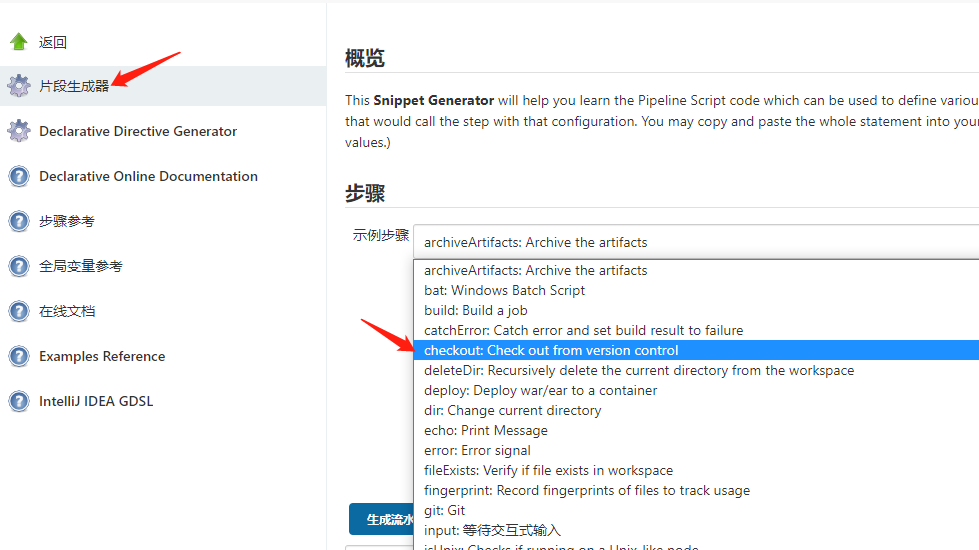 返回
片段生成器
Declarative Directive Generator
Declarative Online Documentation
步骤参考
全局变量参考
在线文档
Examples Reference
IntelliJ IDEA GDSL
概览
This Snippet Generator will help you learn the Pipeline Script code which can be used to define
that would call the step with that configuration. You may copy and paste the whole statement into
values.)
步骤
示例步骤
archiveArtifacts: Archive the artifacts
archiveArtifacts: Archive the artifacts
bat: Windows Batch Script
build: Build a job
catchError: Catch error and set build result to failure
checkout: Check out from version control
deleteDir: Recursively delete the current directory from the workspace
deploy: Deploy war/ear to a container
dir: Change current directory
echo: Print Message
error: Error signal
fileExists: Verify if file exists in workspace
fingerprint: Record fingerprints of files to track usage
git: Git
生成流水
input: 等待交互式输入
isUnix: Checks if running on a Unix-like node